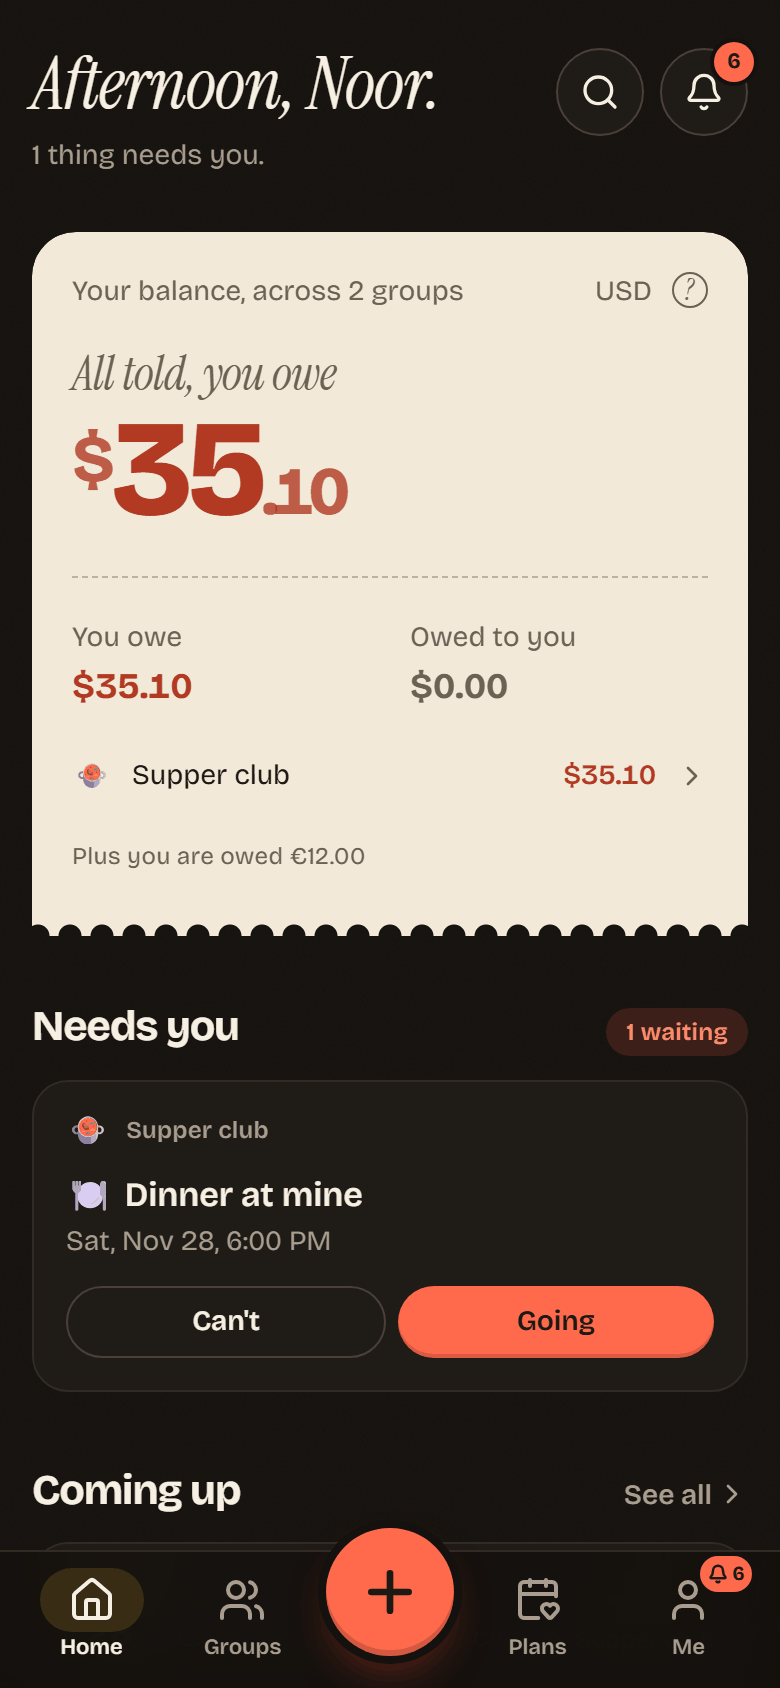 Afternoon, Noor.
6
1 thing needs you.
Your balance, across 2 groups
USD ?
All told, you owe
$35.10
You owe
Owed to you
$35.10
$0.00
Supper club
$35.10
Plus you are owed €12.00
Needs you
1 waiting
Supper club
Dinner at mine
Sat, Nov 28, 6:00 PM
Can't
Going
Coming up
See all
6
Home
Groups
Plans
Me